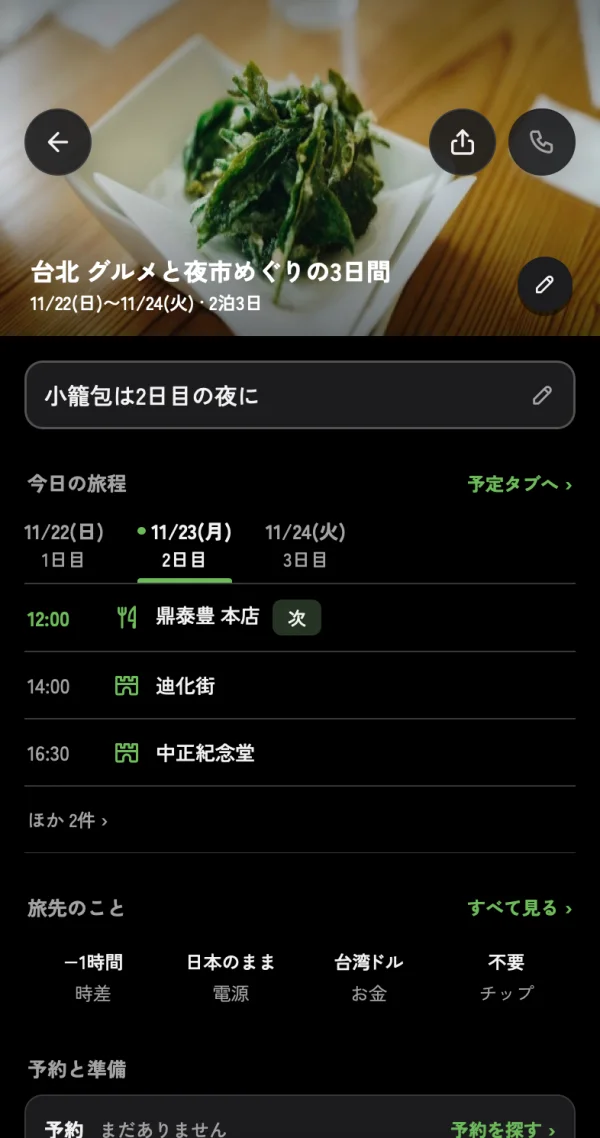 台北 グルメと夜市めぐりの3日間
11/22(日)〜11/24(火)・2泊3日
小籠包は2日目の夜に
今日の旅程
予定タブへ ›
11/22(日)
1日目
11/23(月)
2日目
11/24(火)
3日目
12:00 鼎泰豊 本店 次
14:00 迪化街
16:30 中正紀念堂
ほか 2件 ›
旅先のこと
すべて見る ›
−1時間
時差
日本のまま
電源
台湾ドル
お金
不要
チップ
予約と準備
予約 まだありません 予約を探す ›